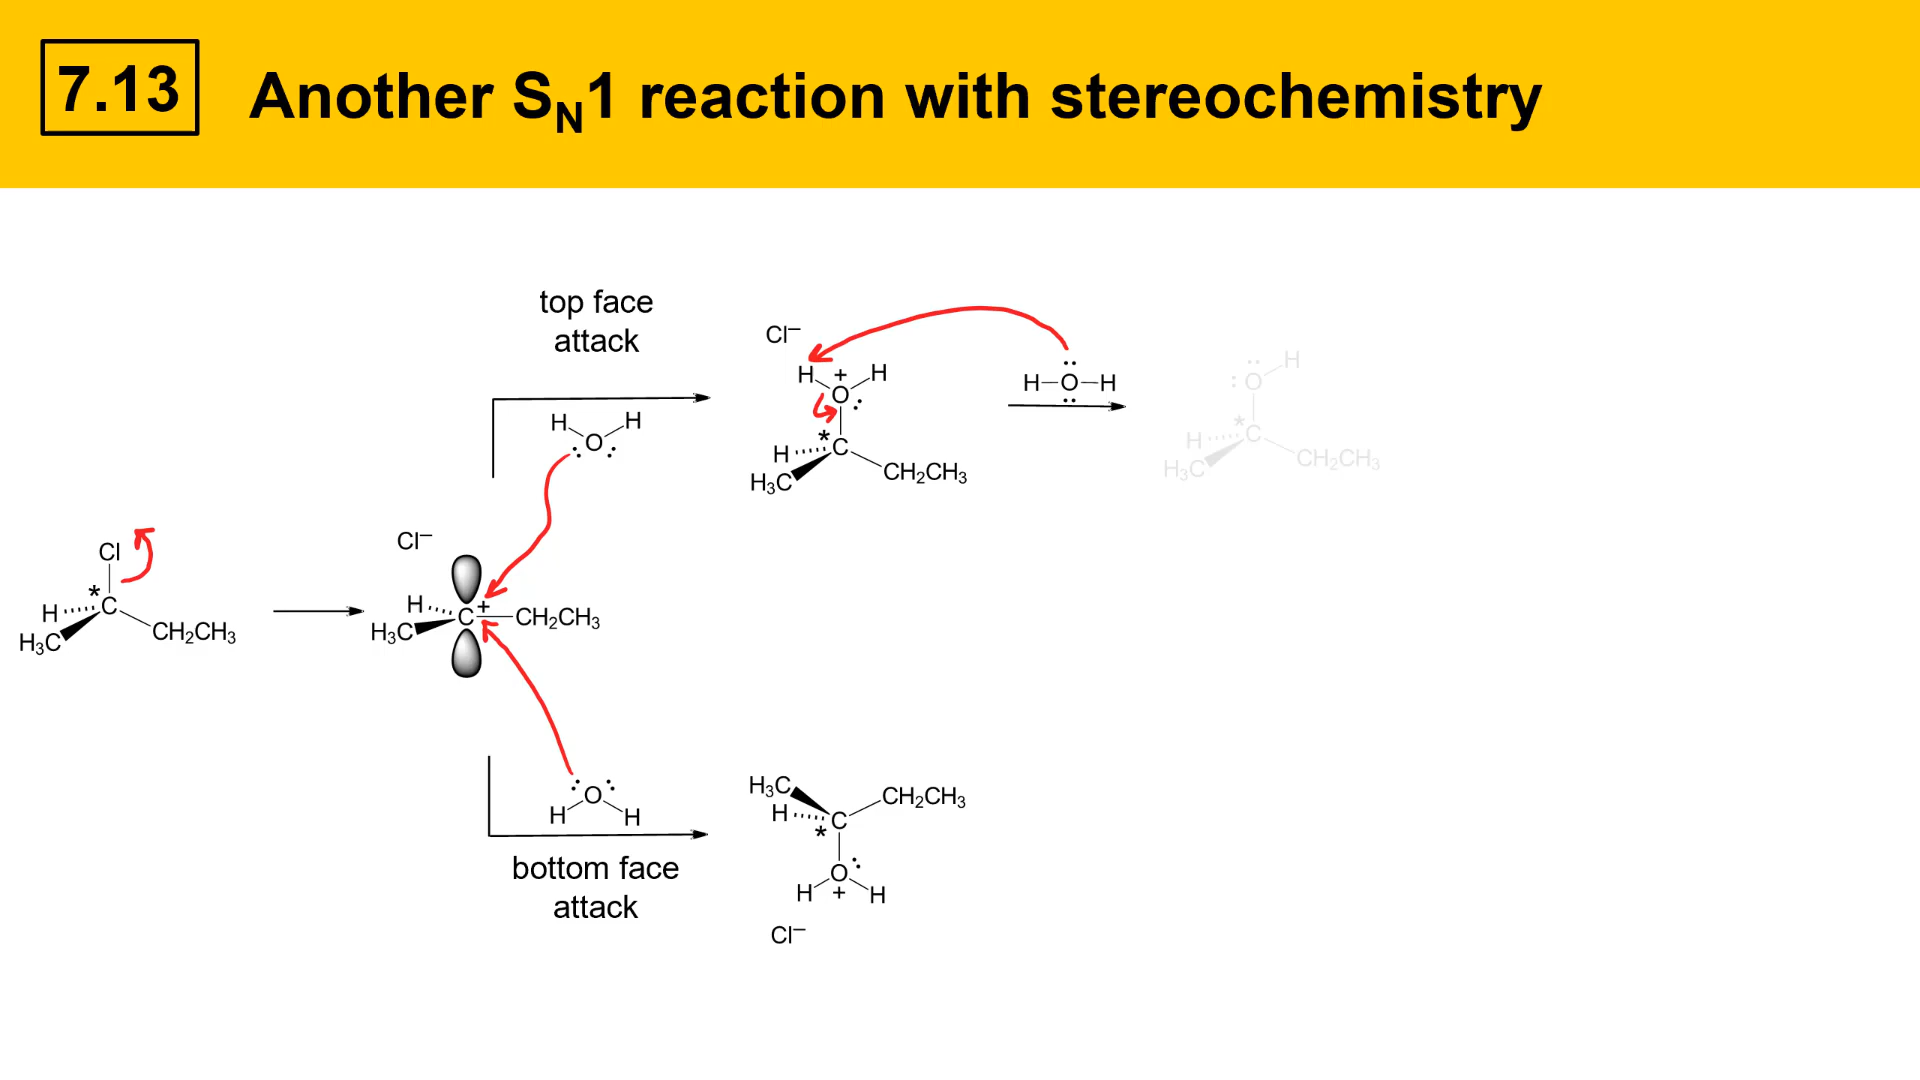 7.13
Another SN1 reaction with stereochemistry
top face
attack
Cl–
H + H
O
*
H C
H3C CH2CH3
H–O–H
H
O
*
H C
H3C CH2CH3
H H
O
Cl
*
H C
H3C CH2CH3
Cl–
H C + CH2CH3
H3C
O
H H
bottom face
attack
H3C CH2CH3
H C
*
O
H + H
Cl–